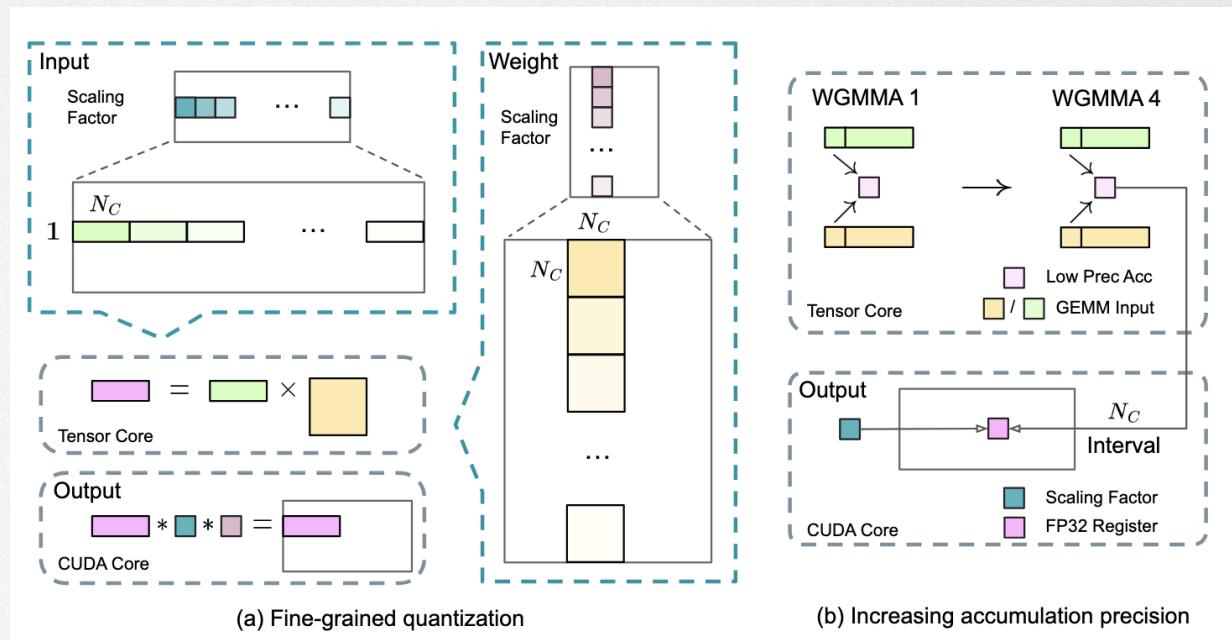 Input
Scaling
Factor
...
N_C
1
...
Weight
Scaling
Factor
...
N_C
N_C
...
= ×
Tensor Core
Output
* * =
CUDA Core
(a) Fine-grained quantization
WGMMA 1
WGMMA 4
Low Prec Acc
/ GEMM Input
Tensor Core
Output
N_C
Interval
Scaling Factor
FP32 Register
CUDA Core
(b) Increasing accumulation precision